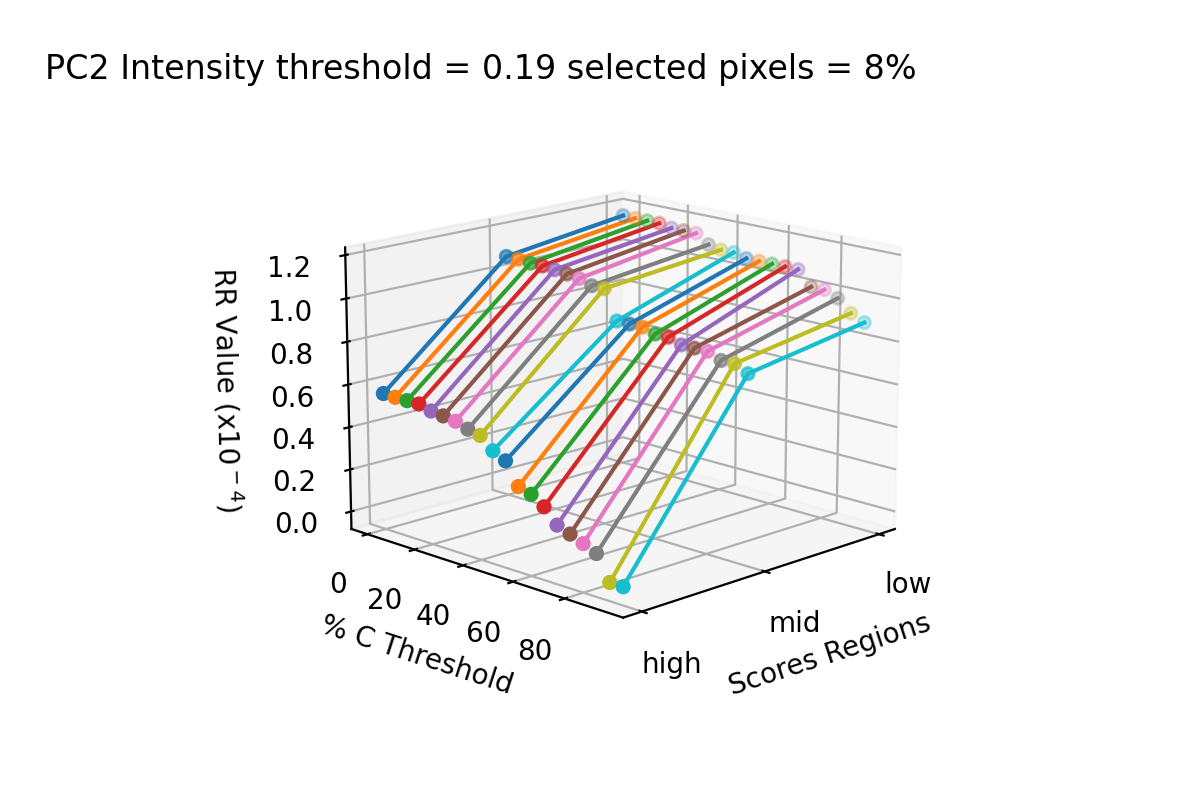 PC2 Intensity threshold = 0.19 selected pixels = 8%
RR Value (x10⁻⁴)
1.2
1.0
0.8
0.6
0.4
0.2
0.0
0
20
40
60
80
% C Threshold
high
mid
low
Scores Regions